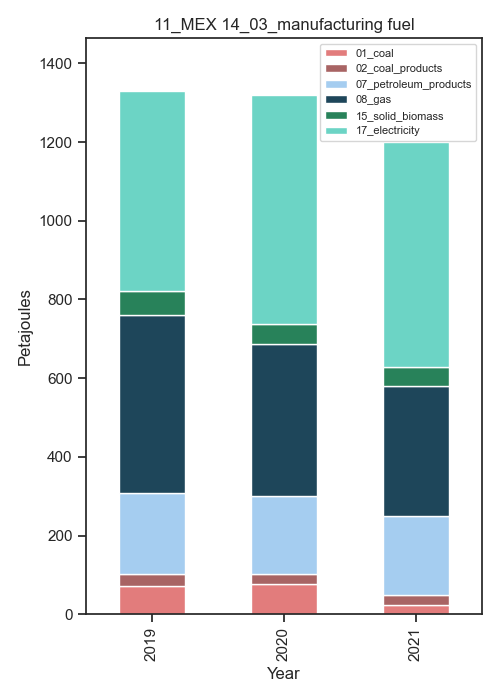 11_MEX 14_03_manufacturing fuel
01_coal
02_coal_products
07_petroleum_products
08_gas
15_solid_biomass
17_electricity
Petajoules
1400
1200
1000
800
600
400
200
0
2019
2020
2021
Year